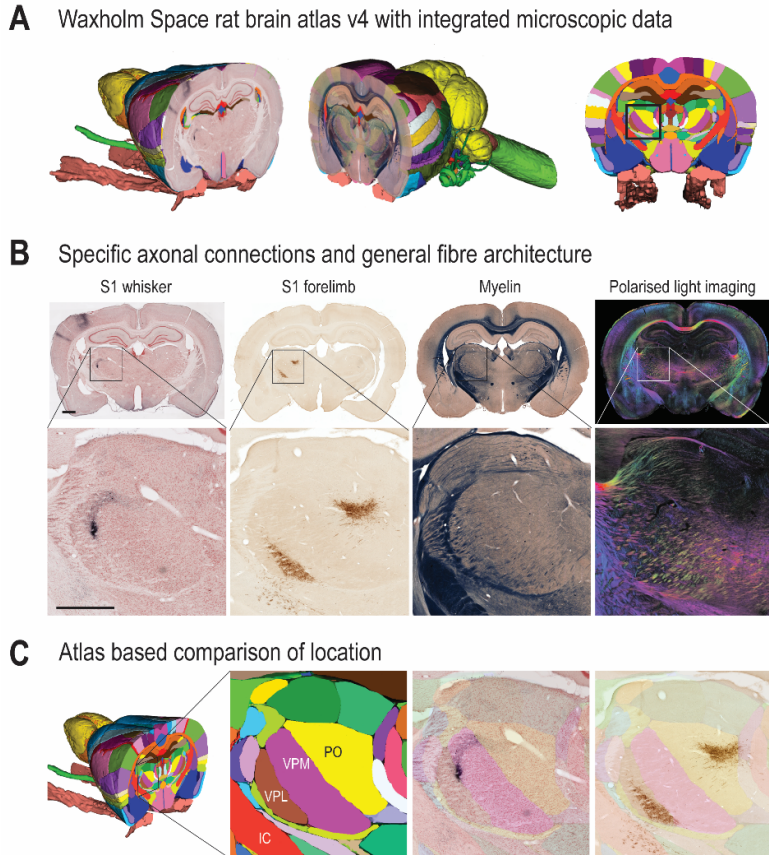 A Waxholm Space rat brain atlas v4 with integrated microscopic data
B Specific axonal connections and general fibre architecture
S1 whisker S1 forelimb Myelin Polarised light imaging
C Atlas based comparison of location
PO
VPM
VPL
IC